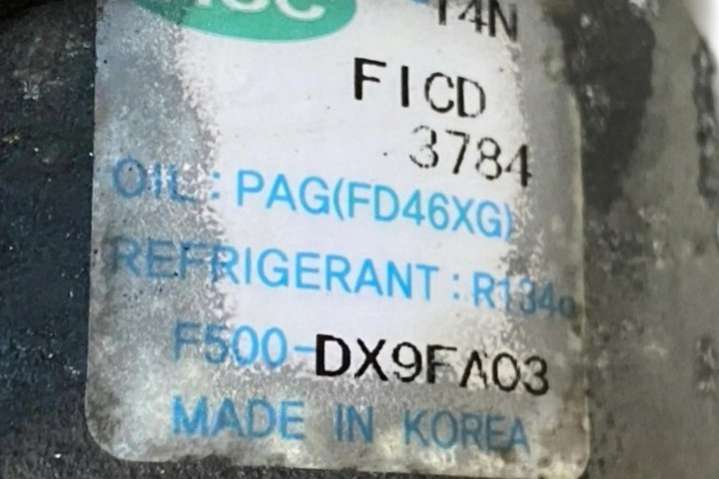 14N
FICD
3784
OIL : PAG(FD46XG)
REFRIGERANT : R134a
F500-DX9FA03
MADE IN KOREA